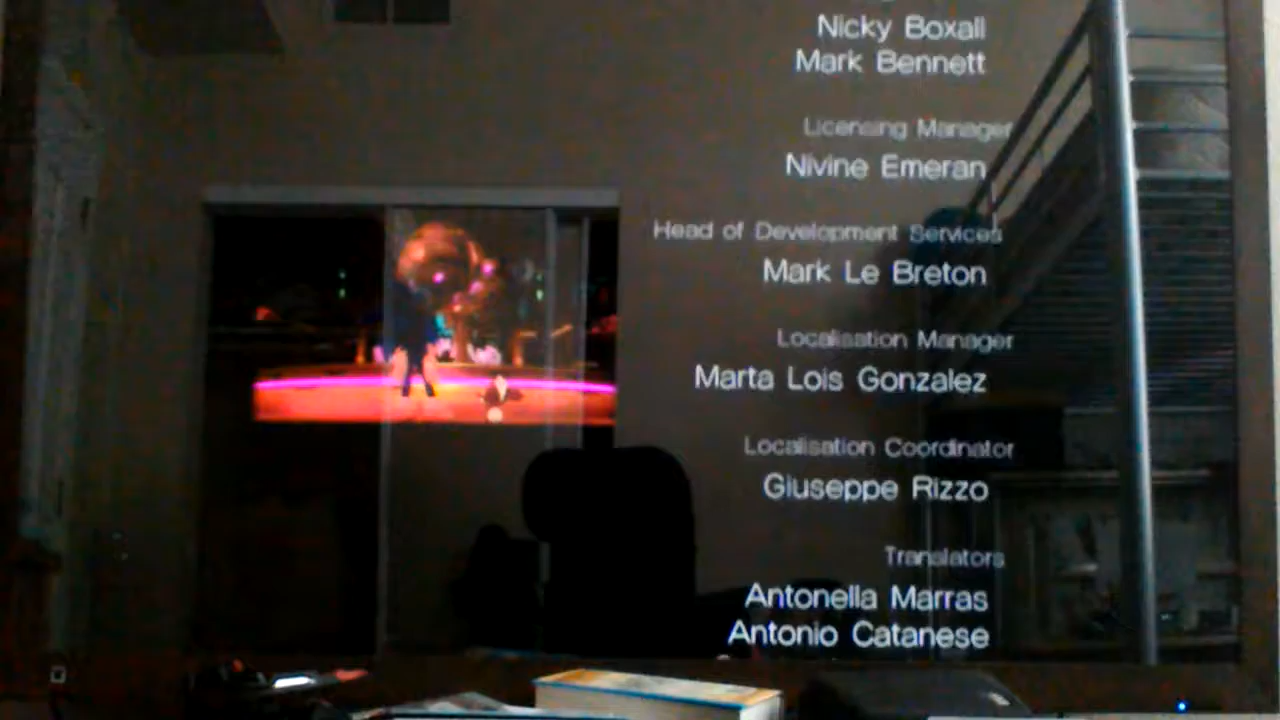 Nicky Boxall
Mark Bennett
Licensing Manager
Nivine Emeran
Head of Development Services
Mark Le Breton
Localisation Manager
Marta Lois Gonzalez
Localisation Coordinator
Giuseppe Rizzo
Translators
Antonella Marras
Antonio Catanese